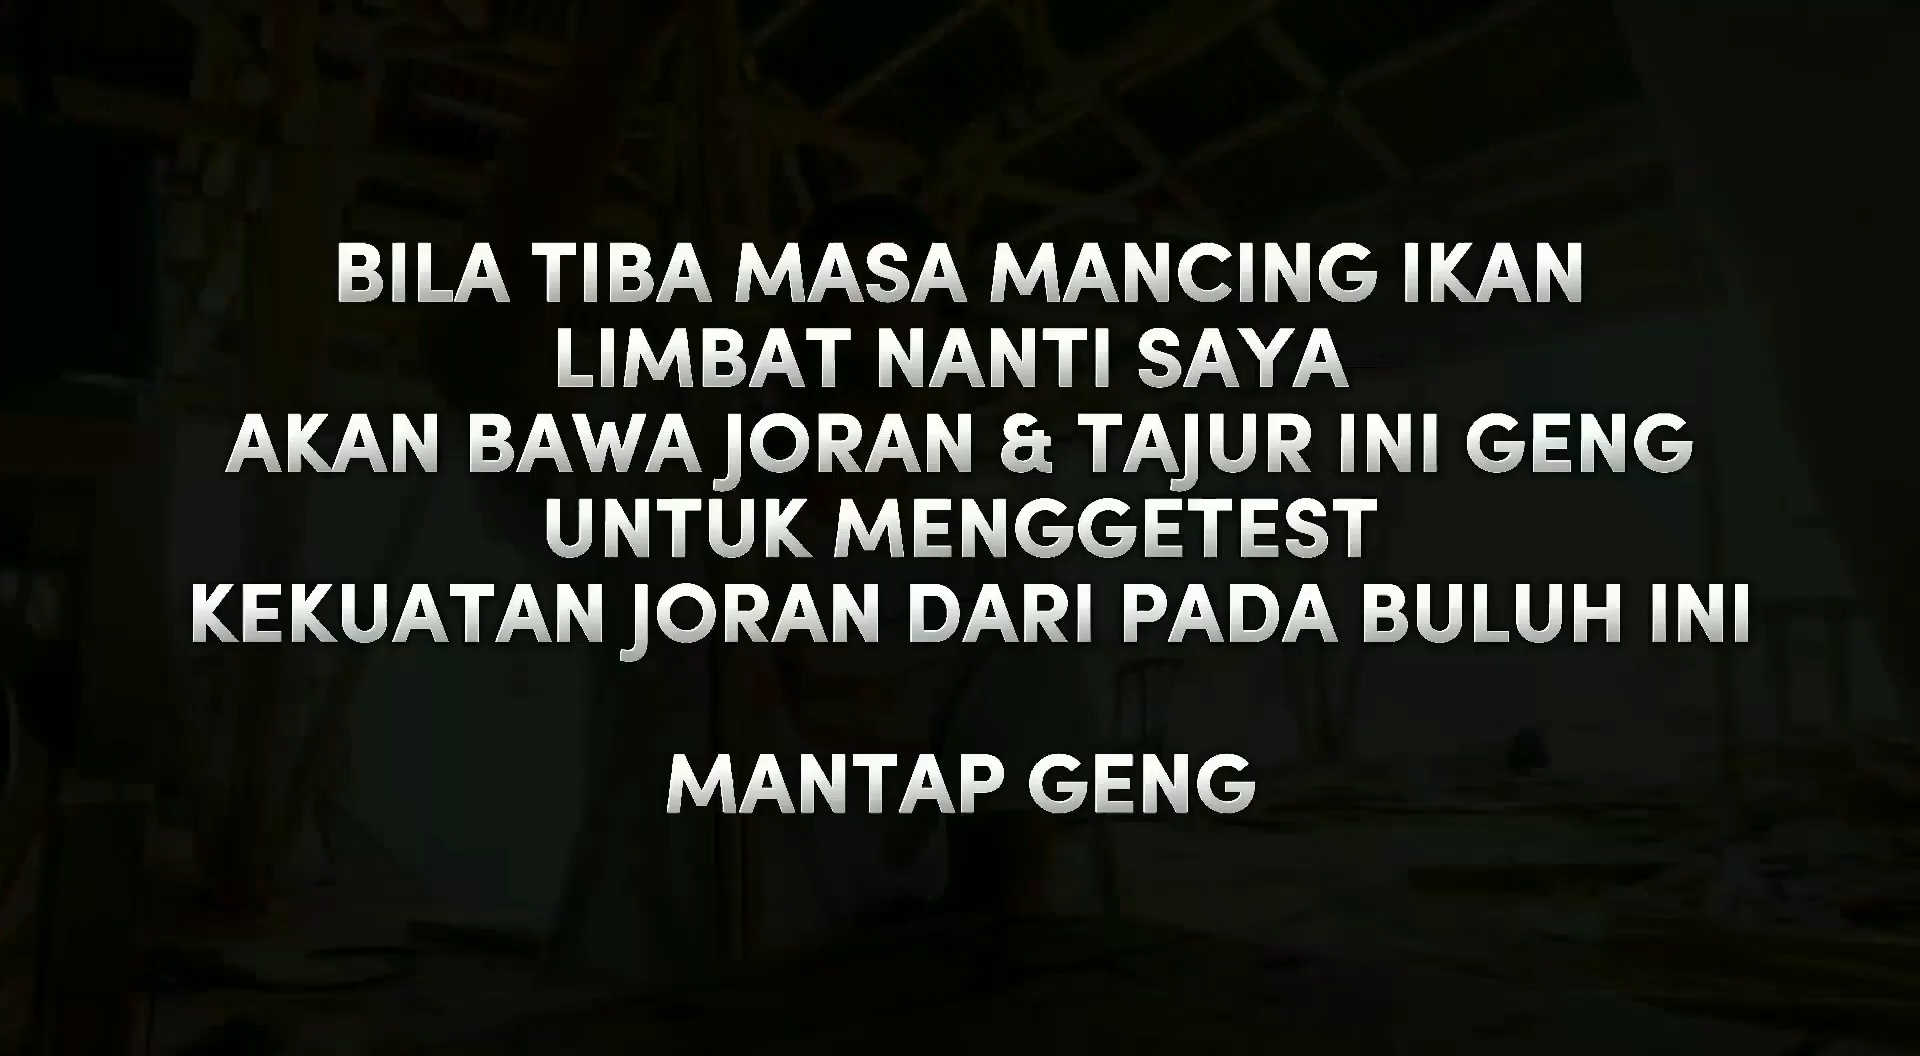 BILA TIBA MASA MANCING IKAN
LIMBAT NANTI SAYA
AKAN BAWA JORAN & TAJUR INI GENG
UNTUK MENGGETEST
KEKUATAN JORAN DARI PADA BULUH INI
MANTAP GENG